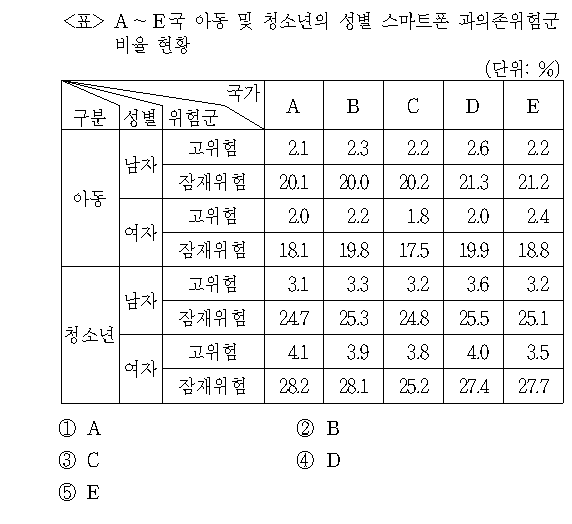 <표> A~E국 아동 및 청소년의 성별 스마트폰 과의존위험군
비율 현황
(단위: %)
국가
구분 성별 위험군 A B C D E
아동 남자 고위험 2.1 2.3 2.2 2.6 2.2
잠재위험 20.1 20.0 20.2 21.3 21.2
여자 고위험 2.0 2.2 1.8 2.0 2.4
잠재위험 18.1 19.8 17.5 19.9 18.8
청소년 남자 고위험 3.1 3.3 3.2 3.6 3.2
잠재위험 24.7 25.3 24.8 25.5 25.1
여자 고위험 4.1 3.9 3.8 4.0 3.5
잠재위험 28.2 28.1 25.2 27.4 27.7
① A ② B
③ C ④ D
⑤ E